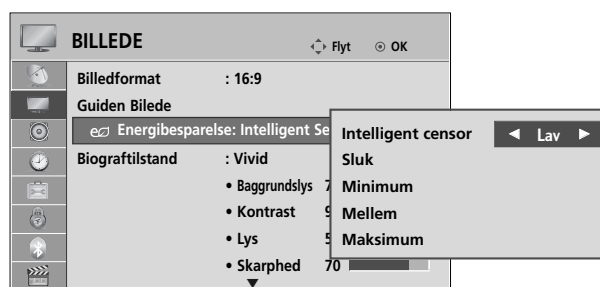 BILLEDE Flyt OK
Billedformat : 16:9
Guiden Bilede
Energibesparelse: Intelligent Se
Biograftilstand : Vivid
• Baggrundslys 7
• Kontrast 9
• Lys 5
• Skarphed 70
Intelligent censor ◄ Lav ►
Sluk
Minimum
Mellem
Maksimum